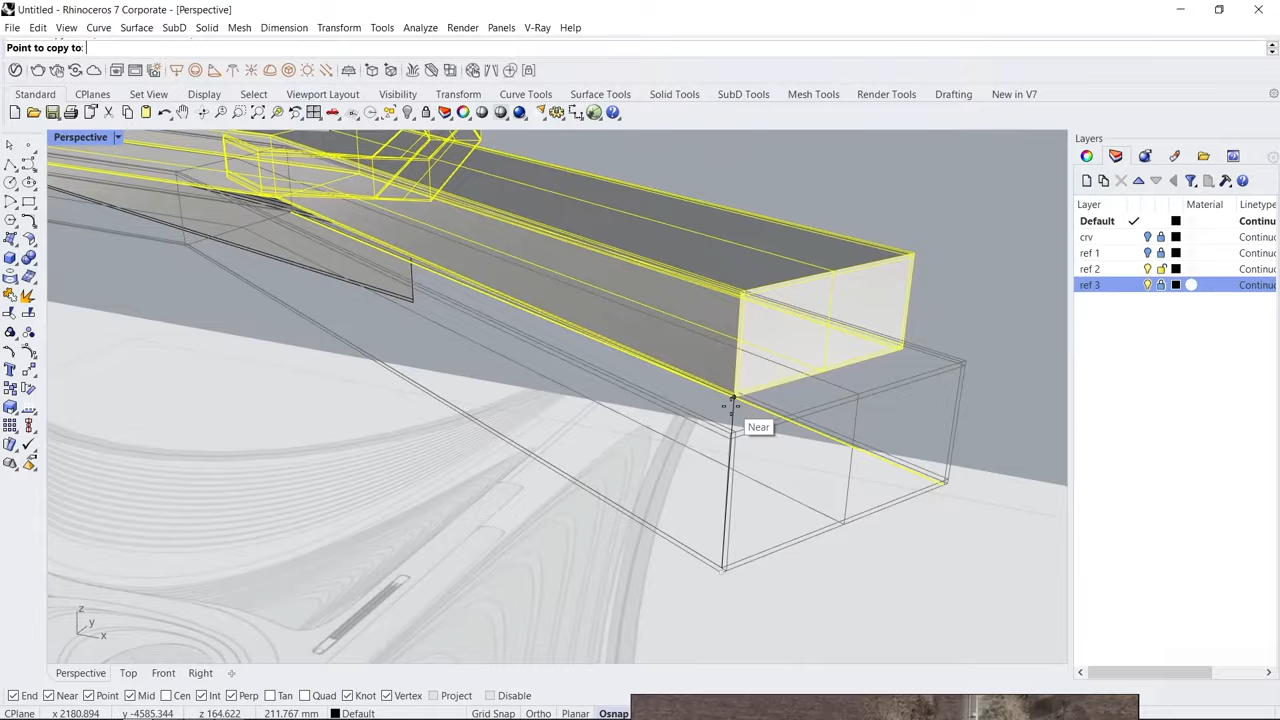 Untitled - Rhinoceros 7 Corporate - [Perspective]
File Edit View Curve Surface Solid SubD Mesh Dimension Transform Tools Analyze Render Panels V-Ray Help
Point to copy to:
Standard CPlanes Set View Display Select Viewport Layout Visibility Transform Curve Tools Surface Tools Solid Tools SubD Tools Mesh Tools Render Tools Drafting New in V7
Perspective
Layers
Layer Material Linetype
Default Continuo
crv Continuo
ref 1 Continuo
ref 2 Continuo
ref 3 Continuo
Near
z
y
x
Perspective Top Front Right
End Near Point Mid Cen Int Perp Tan Quad Knot Vertex Project Disable
CPlane x 2180.894 y -4585.344 z 164.622 211.767 mm Default Grid Snap Ortho Planar Osnap